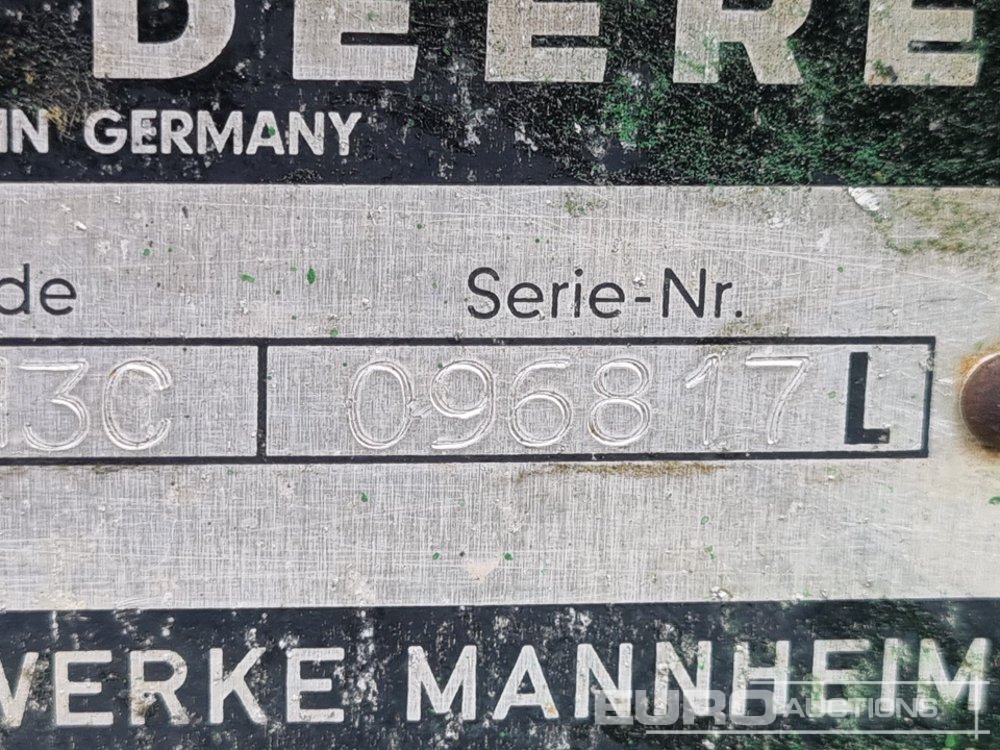 DEERE
IN GERMANY
de Serie-Nr.
13C 096817 L
WERKE MANNHEIM
EURO AUCTIONS